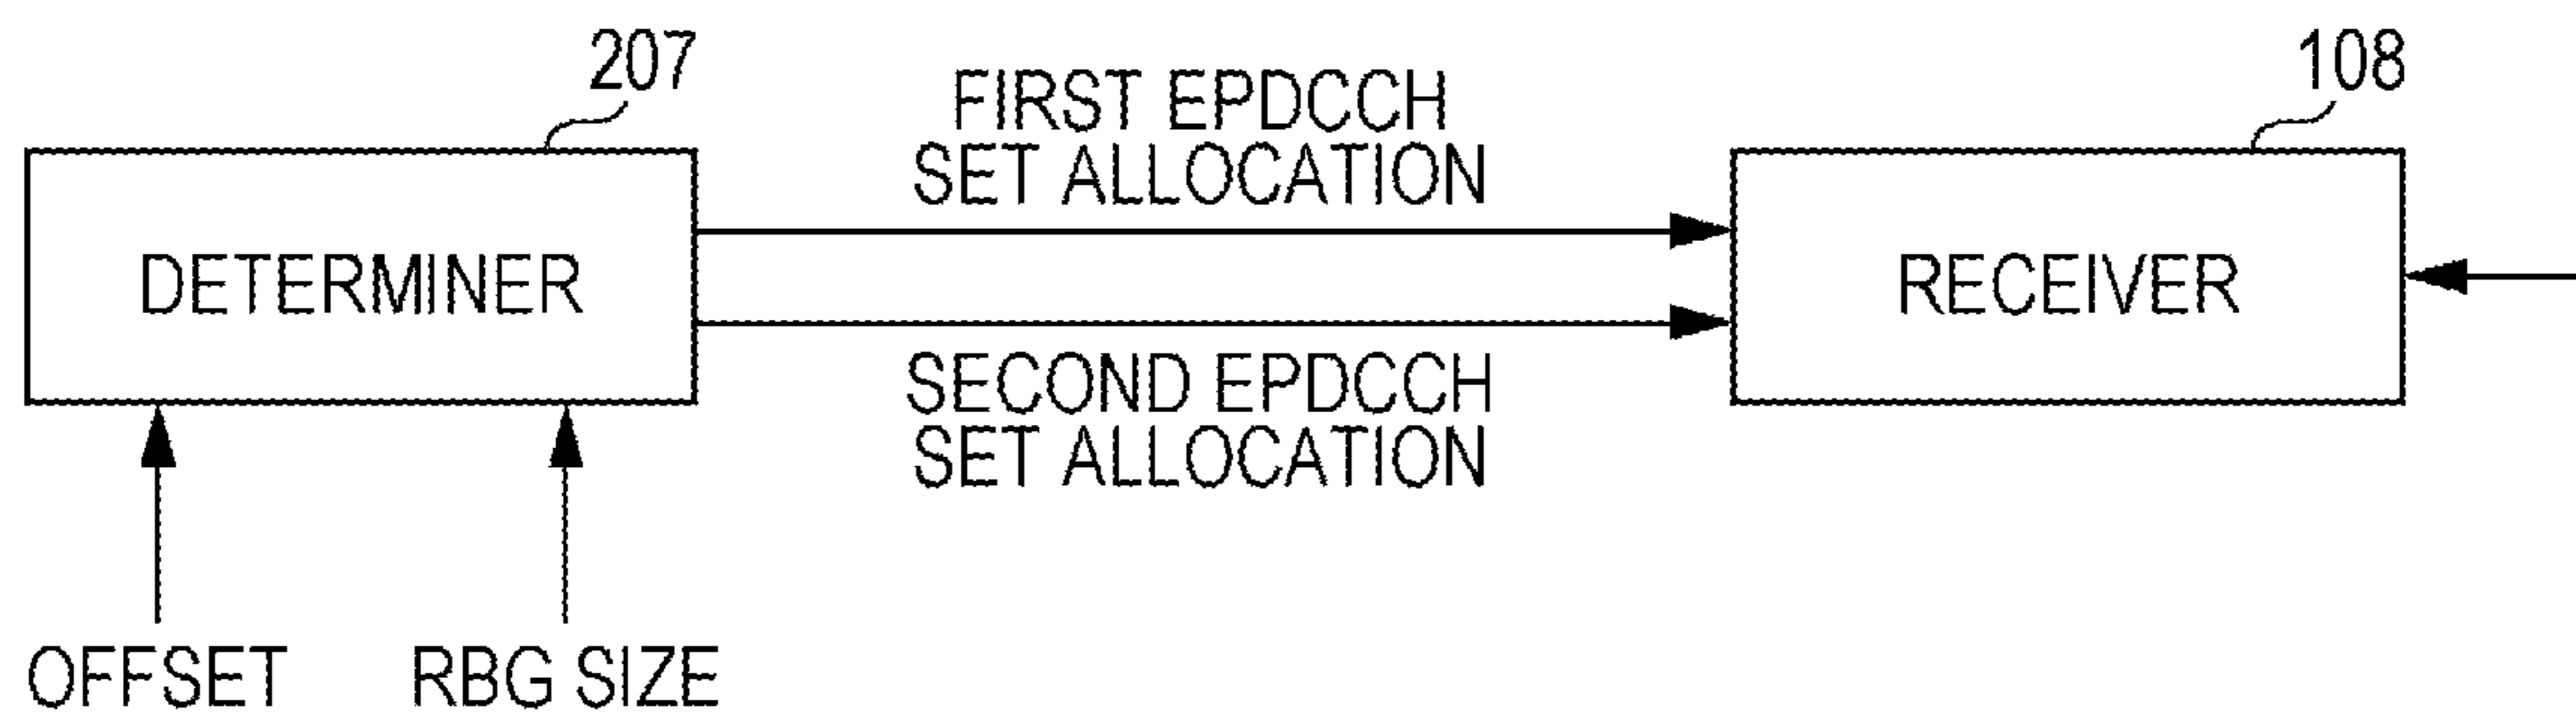 207
108
FIRST EPDCCH
SET ALLOCATION
DETERMINER
RECEIVER
SECOND EPDCCH
SET ALLOCATION
OFFSET
RBG SIZE